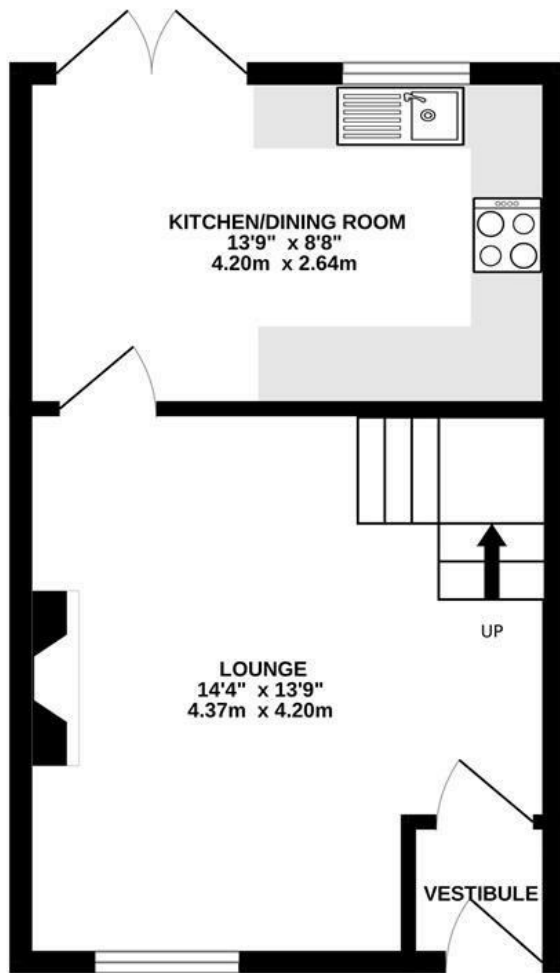 KITCHEN/DINING ROOM
13'9" x 8'8"
4.20m x 2.64m
UP
LOUNGE
14'4" x 13'9"
4.37m x 4.20m
VESTIBULE